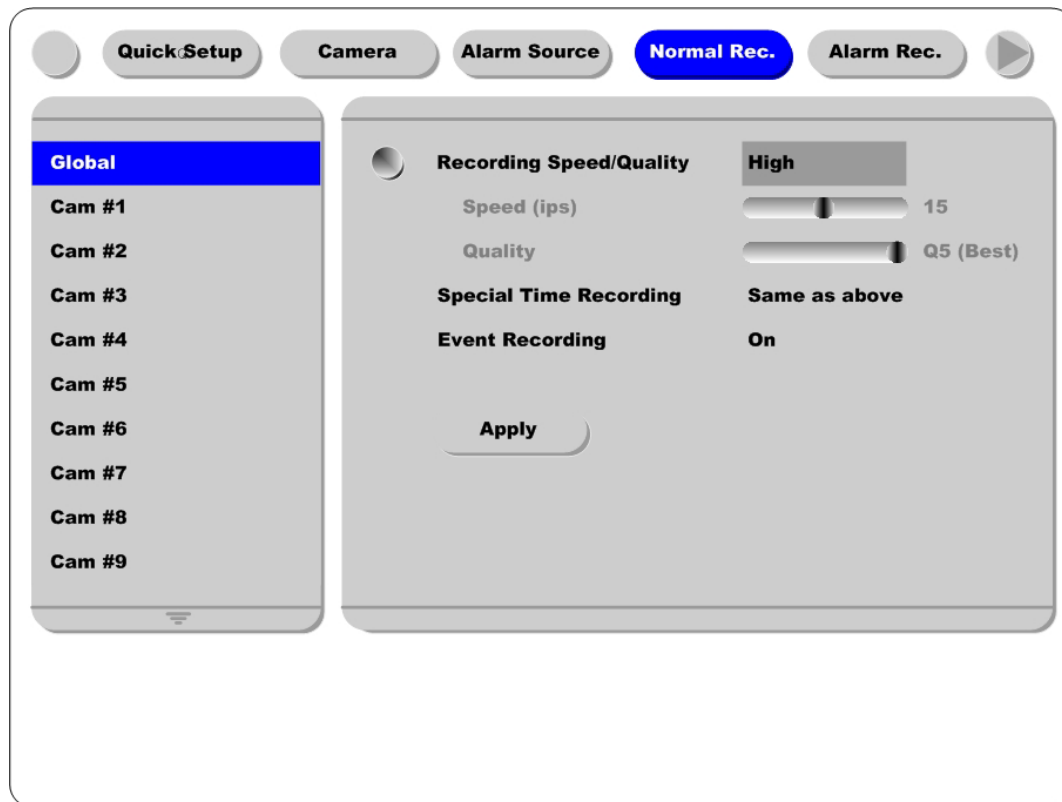 Quick Setup
Camera
Alarm Source
Normal Rec.
Alarm Rec.
Global
Cam #1
Cam #2
Cam #3
Cam #4
Cam #5
Cam #6
Cam #7
Cam #8
Cam #9
Recording Speed/Quality High
Speed (ips) 15
Quality Q5 (Best)
Special Time Recording Same as above
Event Recording On
Apply